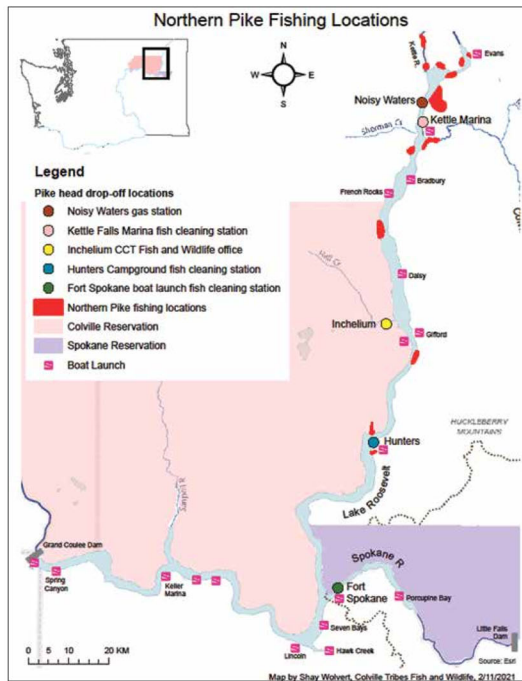 Northern Pike Fishing Locations
N
W
E
S
Kettle R.
Evans
Noisy Waters
Kettle Marina
Sherman Cr
Legend
Pike head drop-off locations
Noisy Waters gas station
Kettle Falls Marina fish cleaning station
Inchelium CCT Fish and Wildlife office
Hunters Campground fish cleaning station
Fort Spokane boat launch fish cleaning station
Northern Pike fishing locations
Colville Reservation
Spokane Reservation
Boat Launch
French Rocks
Bradbury
Hall Cr
Daisy
Inchelium
Gifford
HUCKLEBERRY
MOUNTAINS
Hunters
Lake Roosevelt
Sanpoil R
Grand Coulee Dam
Spring
Canyon
Keller
Marina
Spokane R
Fort
Spokane
Porcupine Bay
Seven Bays
Little Falls
Dam
Lincoln
Hawk Creek
Source: Esri
0 5 10 20 KM
Map by Shay Wolvert, Colville Tribes Fish and Wildlife, 2/11/2021